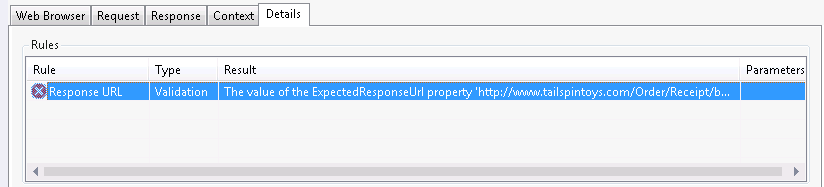 Web Browser Request Response Context Details
Rules
Rule Type Result Parameters
Response URL Validation The value of the ExpectedResponseUrl property 'http://www.tailspintoys.com/Order/Receipt/b...